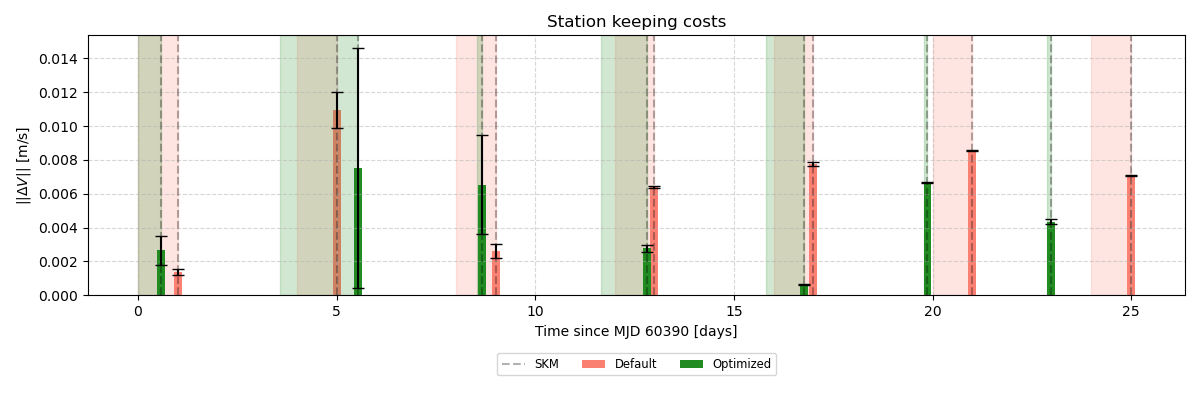 Station keeping costs
||ΔV|| [m/s]
0.014
0.012
0.010
0.008
0.006
0.004
0.002
0.000
0 5 10 15 20 25
Time since MJD 60390 [days]
SKM Default Optimized